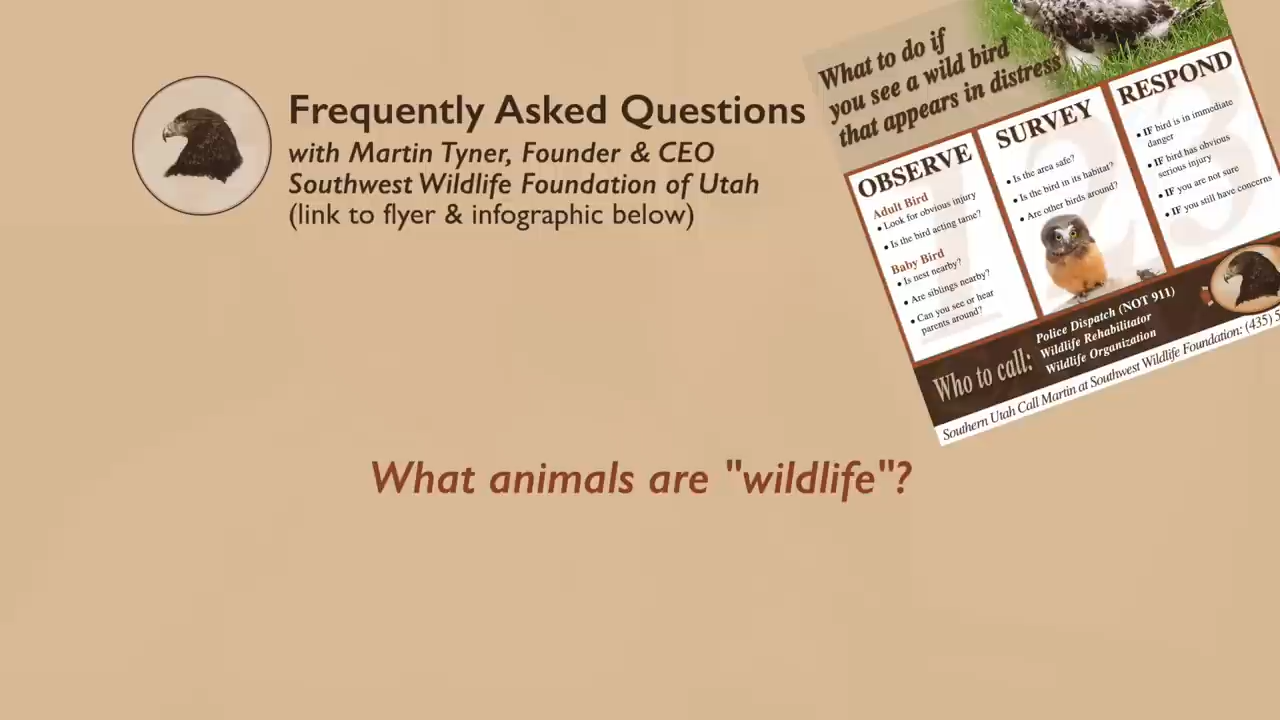 Frequently Asked Questions
with Martin Tyner, Founder & CEO
Southwest Wildlife Foundation of Utah
(link to flyer & infographic below)
What to do if
you see a wild bird
that appears in distress
OBSERVE
Adult Bird
• Look for obvious injury
• Is the bird acting tame?
Baby Bird
• Is nest nearby?
• Are siblings nearby?
• Can you see or hear
parents around?
SURVEY
• Is the area safe?
• Is the bird in its habitat?
• Are other birds around?
RESPOND
• IF bird is in immediate
danger
• IF bird has obvious
serious injury
• IF you are not sure
• IF you still have concerns
1
2
3
Who to call:
Police Dispatch (NOT 911)
Wildlife Rehabilitator
Wildlife Organization
Southern Utah Call Martin at Southwest Wildlife Foundation: (435) 5
What animals are "wildlife"?